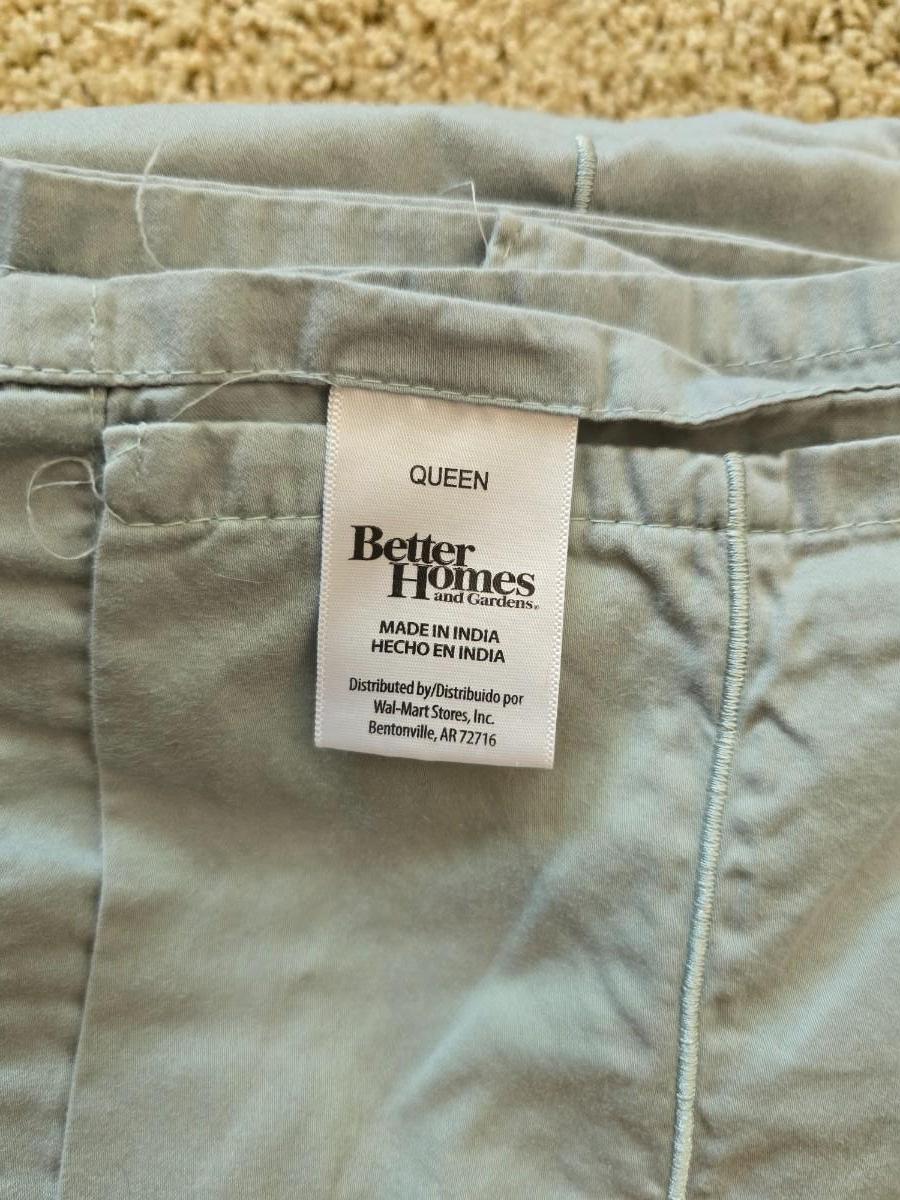 QUEEN
Better
Homes
and Gardens®
MADE IN INDIA
HECHO EN INDIA
Distributed by/Distribuido por
Wal-Mart Stores, Inc.
Bentonville, AR 72716